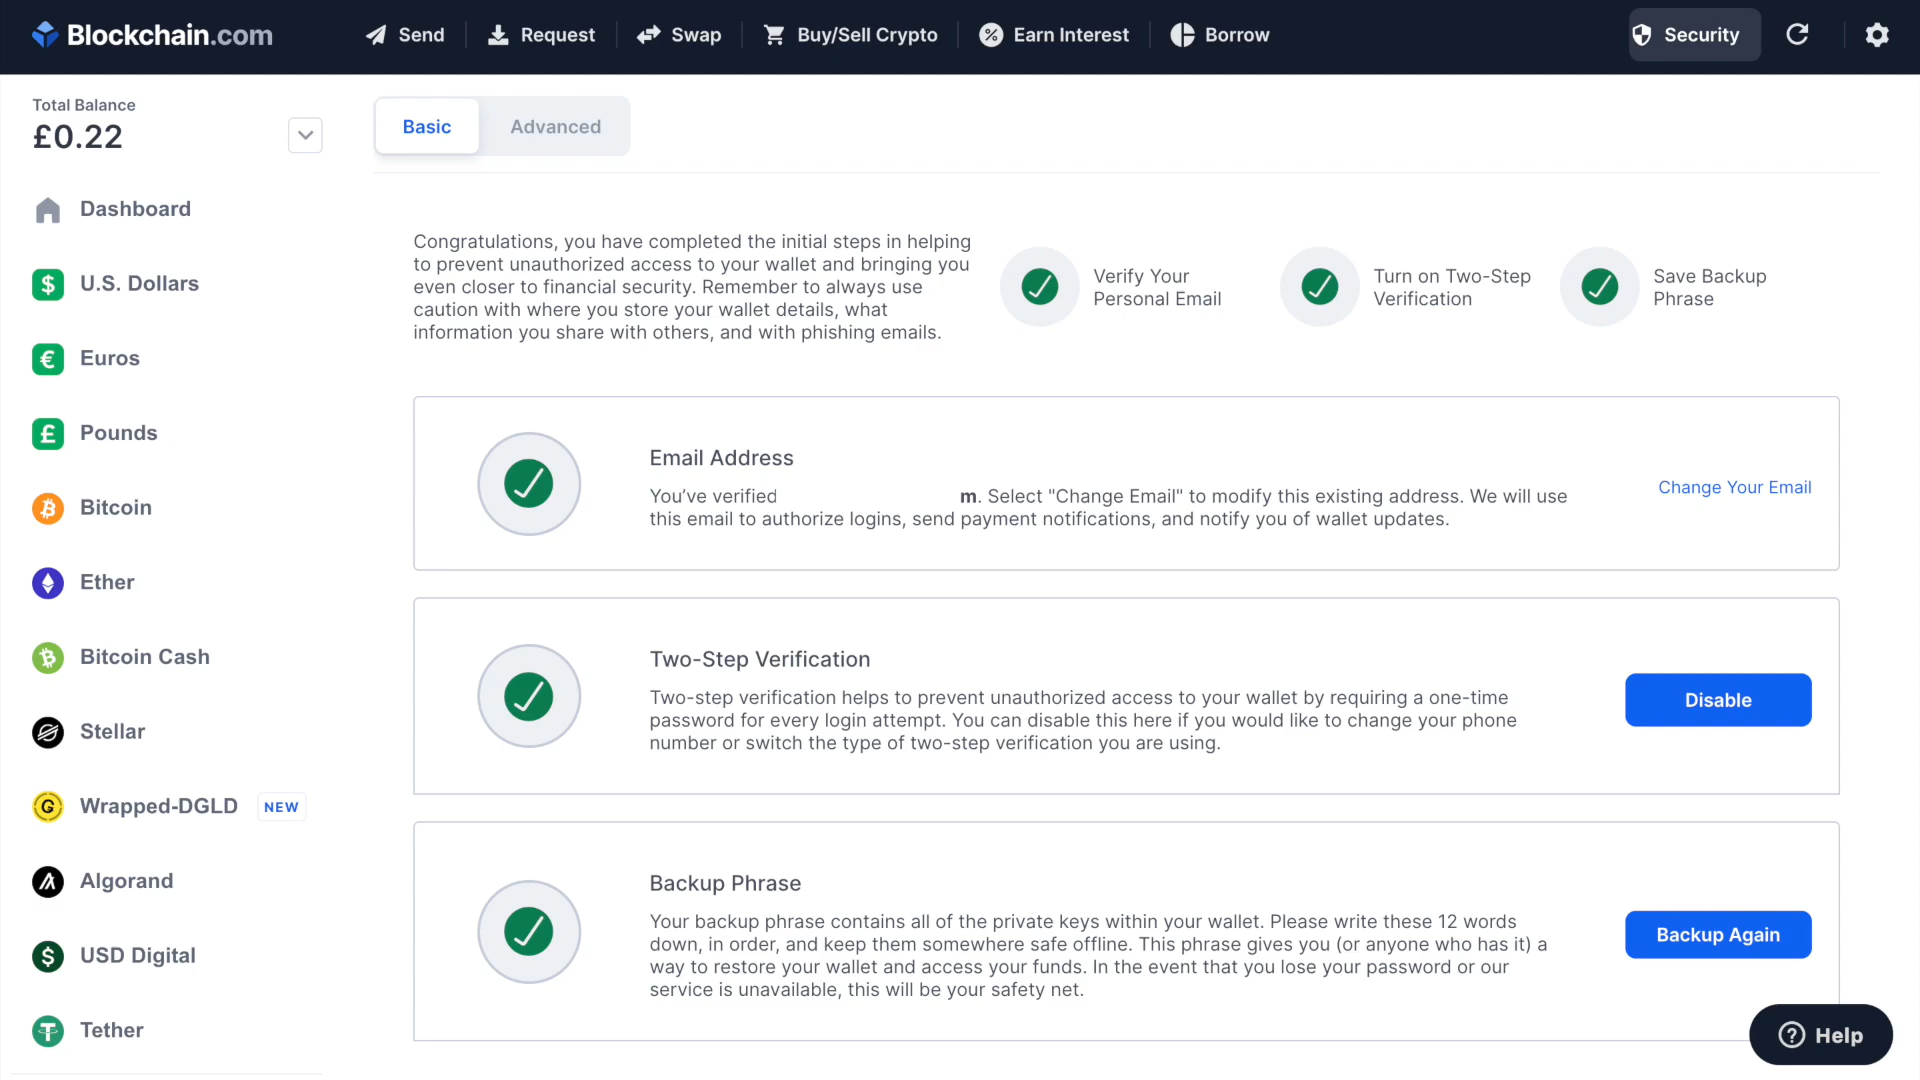 Blockchain.com
Send
Request
Swap
Buy/Sell Crypto
Earn Interest
Borrow
Security
Total Balance
£0.22
Basic
Advanced
Dashboard
U.S. Dollars
Euros
Pounds
Bitcoin
Ether
Bitcoin Cash
Stellar
Wrapped-DGLD NEW
Algorand
USD Digital
Tether
Congratulations, you have completed the initial steps in helping
to prevent unauthorized access to your wallet and bringing you
even closer to financial security. Remember to always use
caution with where you store your wallet details, what
information you share with others, and with phishing emails.
Verify Your
Personal Email
Turn on Two-Step
Verification
Save Backup
Phrase
Email Address
You've verified m. Select "Change Email" to modify this existing address. We will use
this email to authorize logins, send payment notifications, and notify you of wallet updates.
Change Your Email
Two-Step Verification
Two-step verification helps to prevent unauthorized access to your wallet by requiring a one-time
password for every login attempt. You can disable this here if you would like to change your phone
number or switch the type of two-step verification you are using.
Disable
Backup Phrase
Your backup phrase contains all of the private keys within your wallet. Please write these 12 words
down, in order, and keep them somewhere safe offline. This phrase gives you (or anyone who has it) a
way to restore your wallet and access your funds. In the event that you lose your password or our
service is unavailable, this will be your safety net.
Backup Again
Help